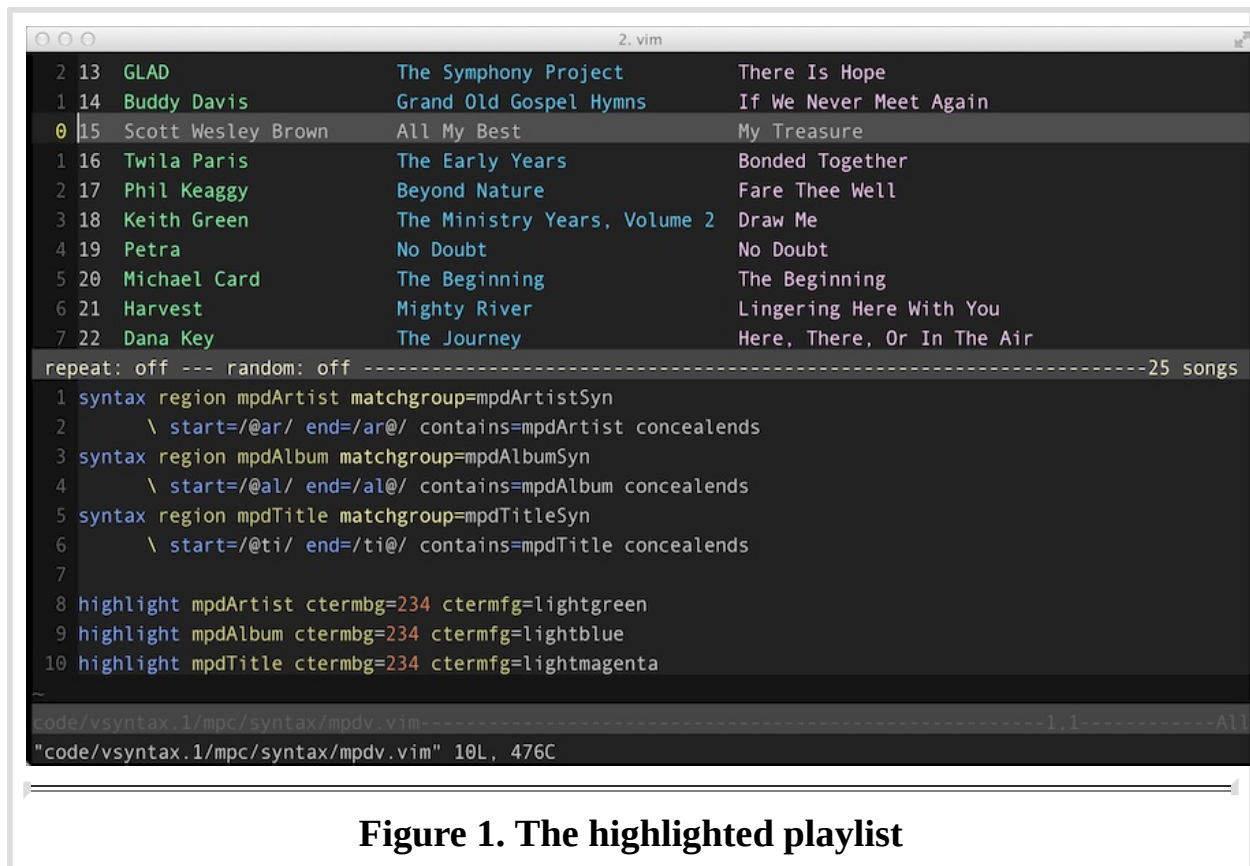 2. vim
2 13 GLAD The Symphony Project There Is Hope
1 14 Buddy Davis Grand Old Gospel Hymns If We Never Meet Again
0 15 Scott Wesley Brown All My Best My Treasure
1 16 Twila Paris The Early Years Bonded Together
2 17 Phil Keaggy Beyond Nature Fare Thee Well
3 18 Keith Green The Ministry Years, Volume 2 Draw Me
4 19 Petra No Doubt No Doubt
5 20 Michael Card The Beginning The Beginning
6 21 Harvest Mighty River Lingering Here With You
7 22 Dana Key The Journey Here, There, Or In The Air
repeat: off --- random: off ---------------------------------------------------------------------25 songs
1 syntax region mpdArtist matchgroup=mpdArtistSyn
2 \ start=/@ar/ end=/ar@/ contains=mpdArtist concealends
3 syntax region mpdAlbum matchgroup=mpdAlbumSyn
4 \ start=/@al/ end=/al@/ contains=mpdAlbum concealends
5 syntax region mpdTitle matchgroup=mpdTitleSyn
6 \ start=/@ti/ end=/ti@/ contains=mpdTitle concealends
7
8 highlight mpdArtist ctermbg=234 ctermfg=lightgreen
9 highlight mpdAlbum ctermbg=234 ctermfg=lightblue
10 highlight mpdTitle ctermbg=234 ctermfg=lightmagenta
~
code/vsyntax.1/mpc/syntax/mpdv.vim-------------------------------------------------------1,1------------All
"code/vsyntax.1/mpc/syntax/mpdv.vim" 10L, 476C
Figure 1. The highlighted playlist